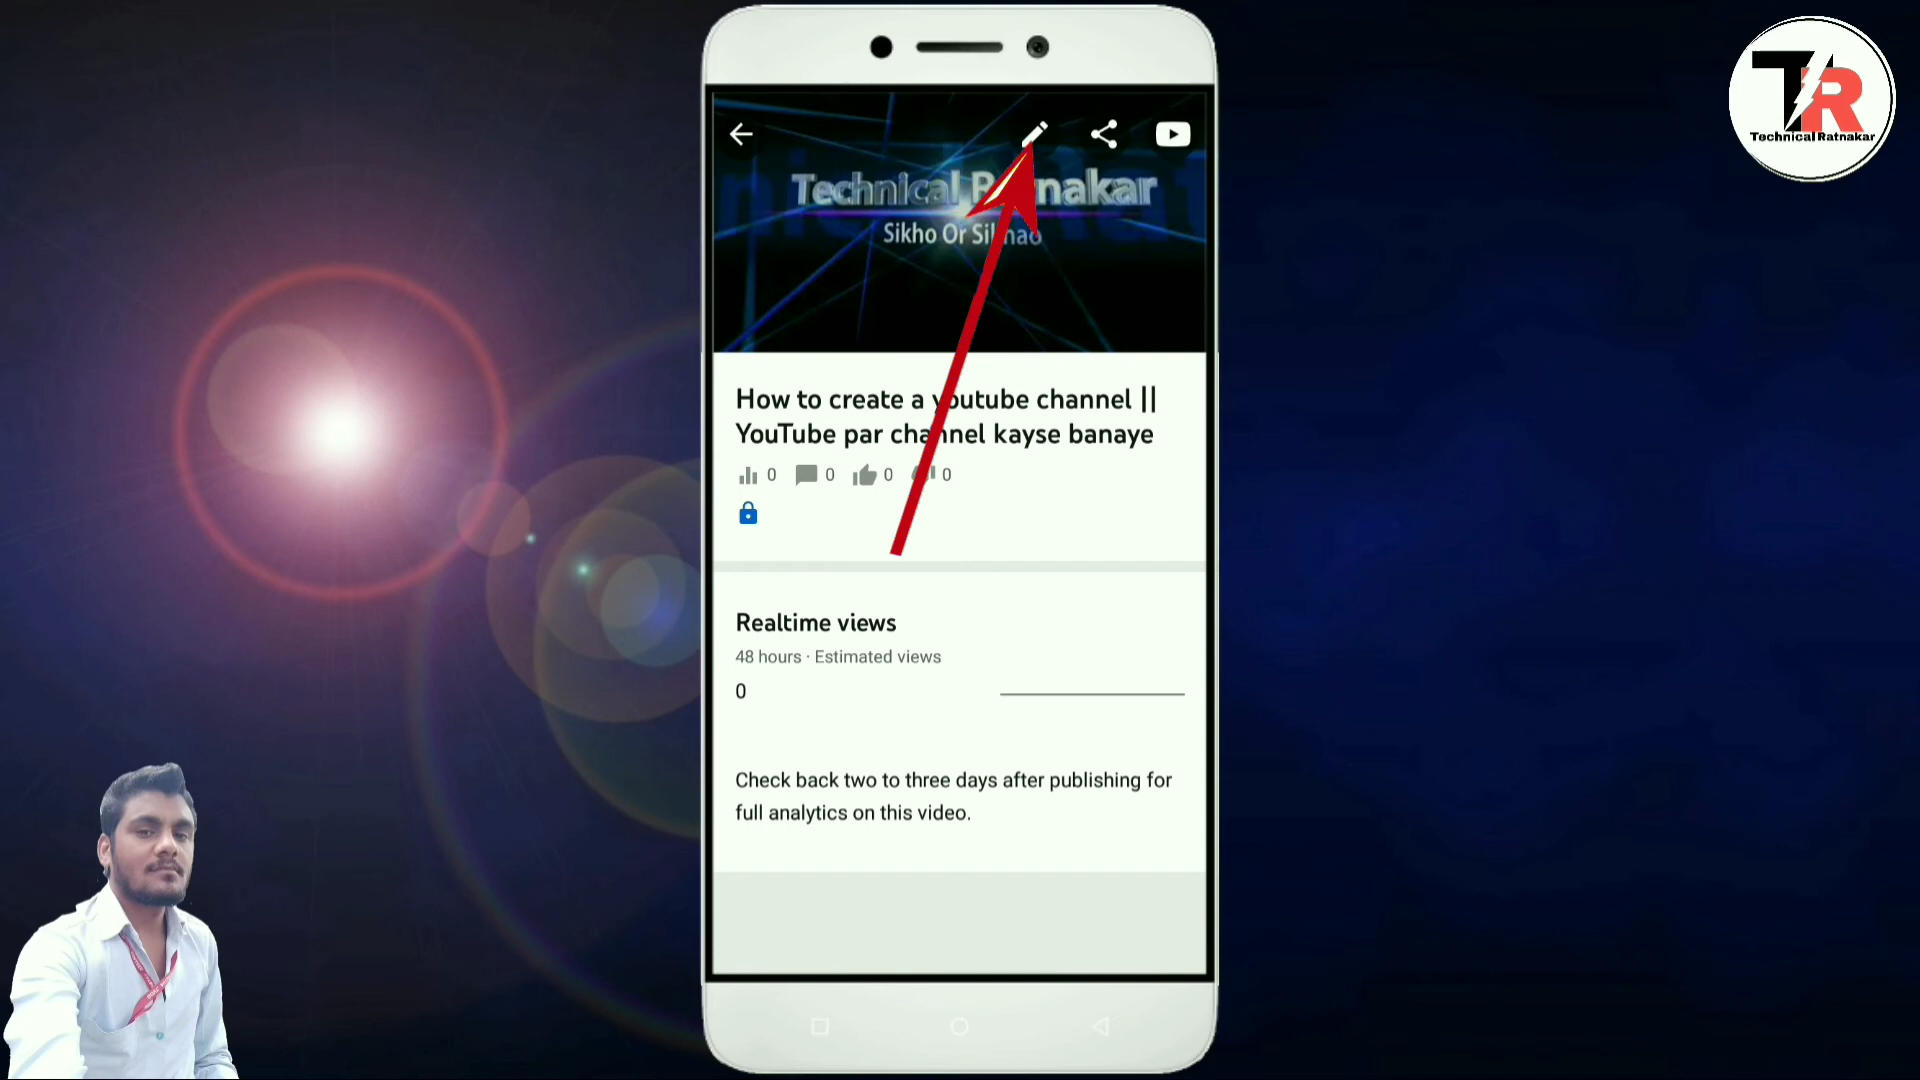 Technical Ratnakar
Technical Ratnakar
Sikho Or Sikhao
How to create a youtube channel ||
YouTube par channel kayse banaye
0 0 0 0
Realtime views
48 hours · Estimated views
0
Check back two to three days after publishing for
full analytics on this video.